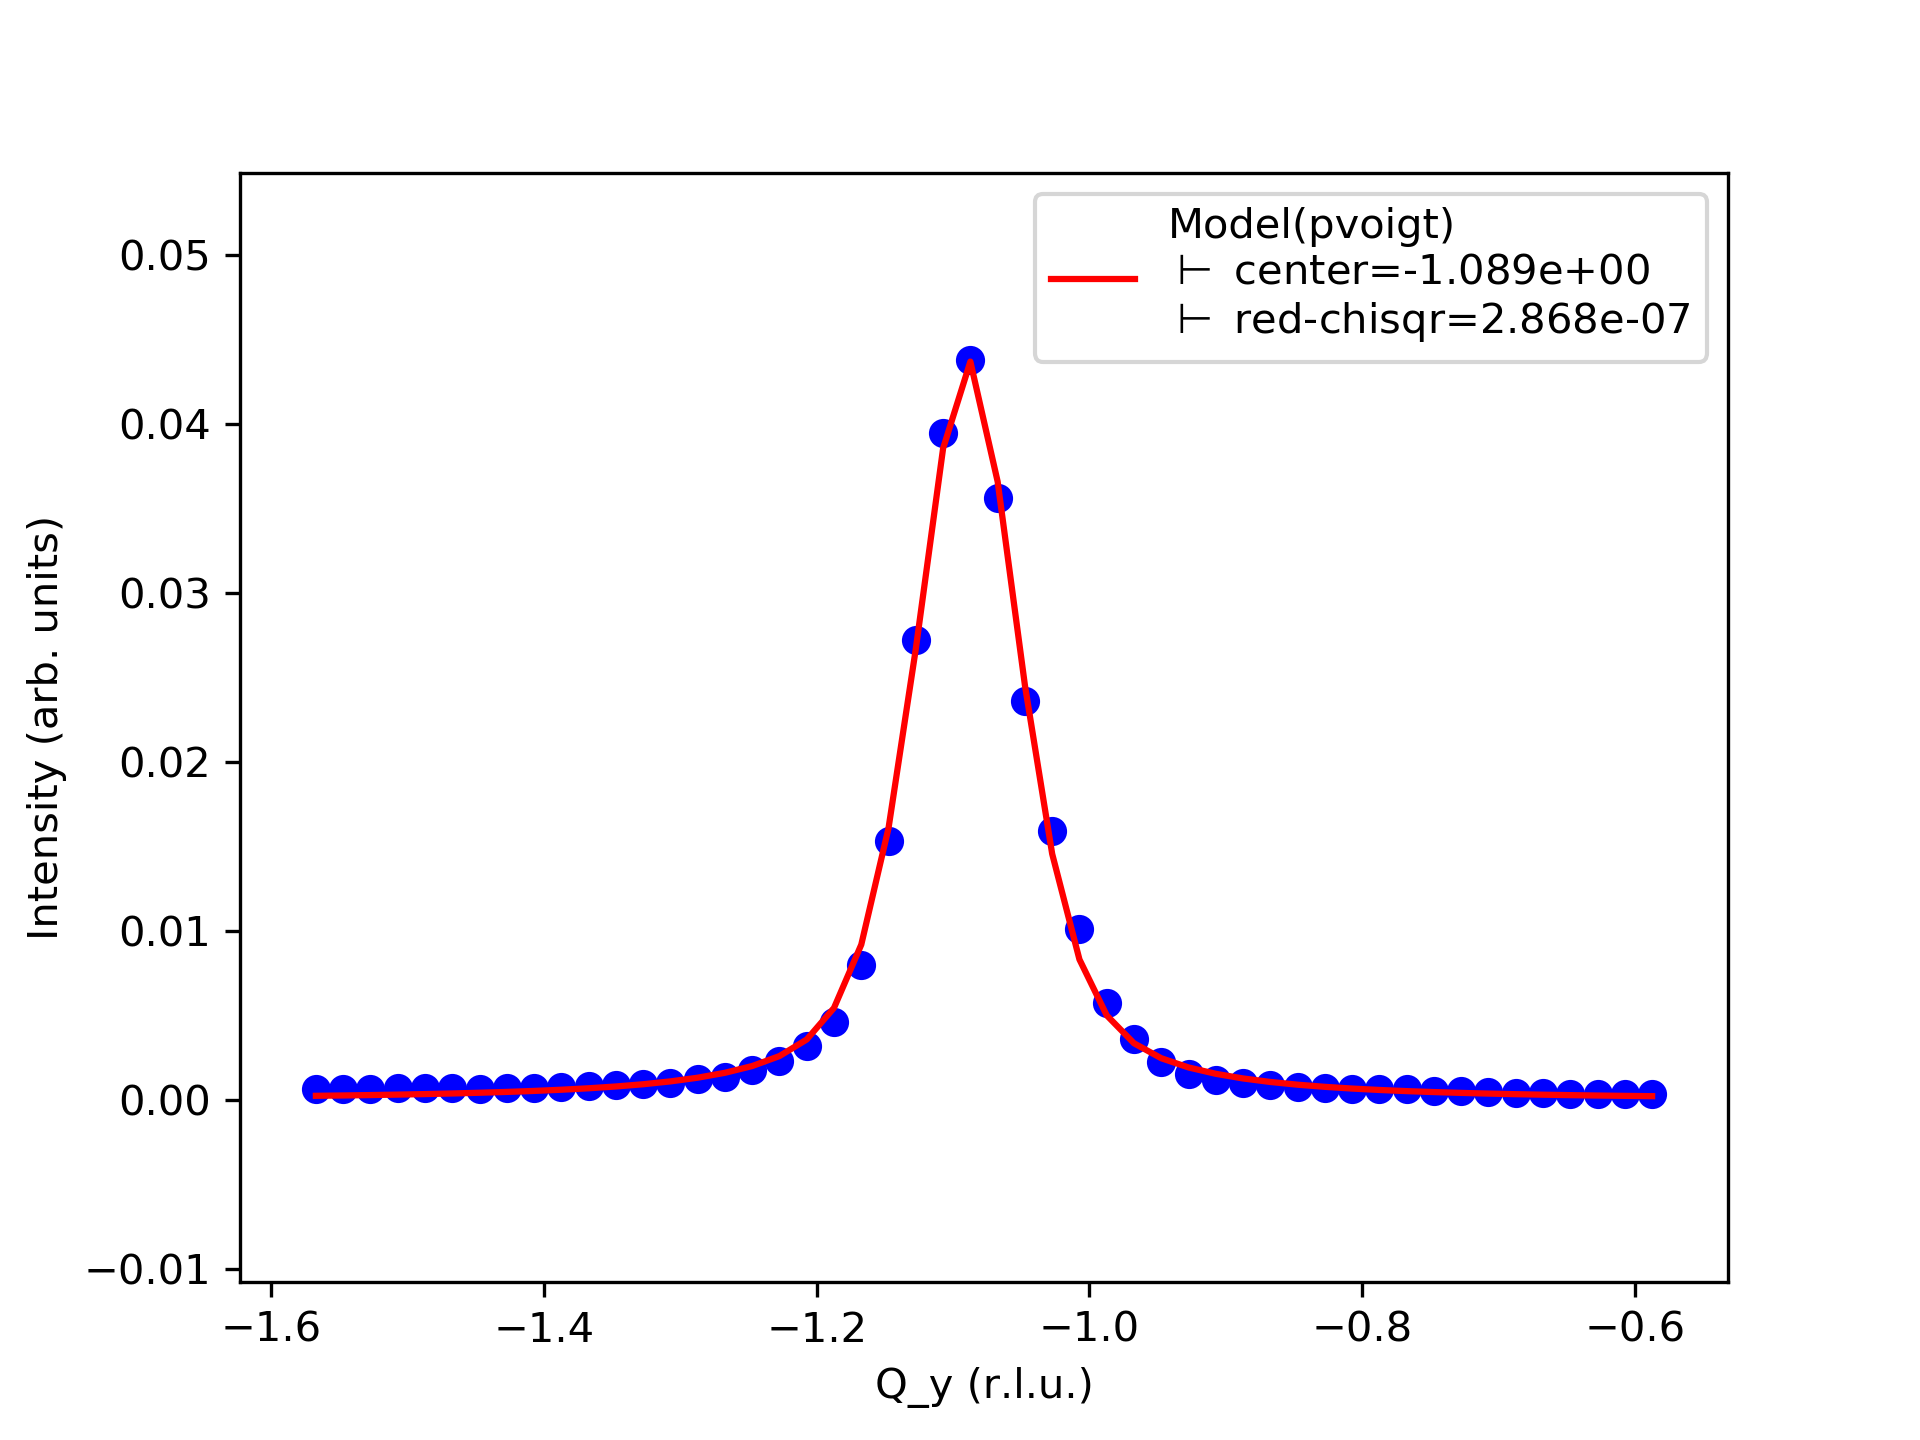 Model(pvoigt)
⊢ center=-1.089e+00
⊢ red-chisqr=2.868e-07
0.05
0.04
0.03
0.02
0.01
0.00
−0.01
Intensity (arb. units)
−1.6 −1.4 −1.2 −1.0 −0.8 −0.6
Q_y (r.l.u.)